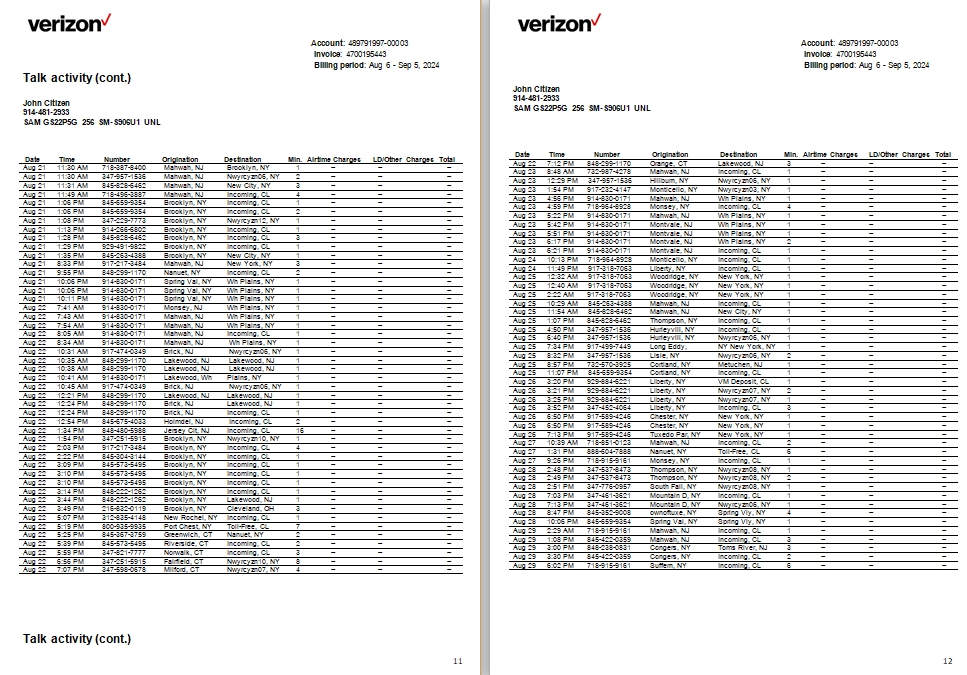 verizon
Account: 489791997-00003
Invoice: 4700195443
Billing period: Aug 6 - Sep 5, 2024
Talk activity (cont.)
John Citizen
914-481-2933
SAM GS22P5G 256 SM-S906U1 UNL
Date Time Number Origination Destination Min. Airtime Charges LD/Other Charges Total
Aug 21 11:30 AM 718-387-8400 Mahwah, NJ Brooklyn, NY 1 -- -- --
Aug 21 11:30 AM 347-957-1536 Mahwah, NJ Nwyrcyzn06, NY 2 -- -- --
Aug 21 11:31 AM 845-828-6462 Mahwah, NJ New City, NY 3 -- -- --
Aug 21 11:49 AM 718-496-3887 Mahwah, NJ Incoming, CL 4 -- -- --
Aug 21 1:06 PM 845-659-9354 Brooklyn, NY Incoming, CL 1 -- -- --
Aug 21 1:06 PM 845-659-9354 Brooklyn, NY Incoming, CL 2 -- -- --
Aug 21 1:08 PM 347-229-7773 Brooklyn, NY Nwyrcyzn12, NY 1 -- -- --
Aug 21 1:13 PM 914-266-6802 Brooklyn, NY Incoming, CL 1 -- -- --
Aug 21 1:28 PM 845-828-6462 Brooklyn, NY Incoming, CL 3 -- -- --
Aug 21 1:29 PM 929-491-9822 Brooklyn, NY Incoming, CL 1 -- -- --
Aug 21 1:35 PM 845-263-4388 Brooklyn, NY New City, NY 1 -- -- --
Aug 21 8:33 PM 917-217-3484 Mahwah, NJ New York, NY 3 -- -- --
Aug 21 9:55 PM 848-299-1170 Nanuet, NY Incoming, CL 2 -- -- --
Aug 21 10:06 PM 914-830-0171 Spring Val, NY Wh Plains, NY 1 -- -- --
Aug 21 10:06 PM 914-830-0171 Spring Val, NY Wh Plains, NY 1 -- -- --
Aug 21 10:11 PM 914-830-0171 Spring Val, NY Wh Plains, NY 1 -- -- --
Aug 22 7:41 AM 914-830-0171 Monsey, NJ Wh Plains, NY 1 -- -- --
Aug 22 7:43 AM 914-830-0171 Mahwah, NJ Wh Plains, NY 1 -- -- --
Aug 22 7:54 AM 914-830-0171 Mahwah, NJ Wh Plains, NY 1 -- -- --
Aug 22 8:05 AM 914-830-0171 Mahwah, NJ Incoming, CL 1 -- -- --
Aug 22 8:34 AM 914-830-0171 Mahwah, NJ Wh Plains, NY 1 -- -- --
Aug 22 10:31 AM 917-474-0349 Brick, NJ Nwyrcyzn06, NY 1 -- -- --
Aug 22 10:35 AM 848-299-1170 Lakewood, NJ Lakewood, NJ 1 -- -- --
Aug 22 10:38 AM 848-299-1170 Lakewood, NJ Lakewood, NJ 1 -- -- --
Aug 22 10:41 AM 914-830-0171 Lakewood, Wh Plains, NY 1 -- -- --
Aug 22 10:45 AM 917-474-0349 Brick, NJ Nwyrcyzn06, NY 1 -- -- --
Aug 22 12:21 PM 848-299-1170 Lakewood, NJ Lakewood, NJ 1 -- -- --
Aug 22 12:24 PM 848-299-1170 Brick, NJ Lakewood, NJ 1 -- -- --
Aug 22 12:24 PM 848-299-1170 Brick, NJ Incoming, CL 1 -- -- --
Aug 22 12:54 PM 845-675-4033 Holmdel, NJ Incoming, CL 2 -- -- --
Aug 22 1:34 PM 848-480-5988 Jersey Cit, NJ Incoming, CL 16 -- -- --
Aug 22 1:54 PM 347-251-5915 Brooklyn, NY Nwyrcyzn10, NY 1 -- -- --
Aug 22 2:03 PM 917-217-3484 Brooklyn, NY Incoming, CL 4 -- -- --
Aug 22 2:22 PM 845-304-3144 Brooklyn, NY Incoming, CL 1 -- -- --
Aug 22 3:09 PM 845-573-5495 Brooklyn, NY Incoming, CL 1 -- -- --
Aug 22 3:10 PM 845-573-5495 Brooklyn, NY Incoming, CL 1 -- -- --
Aug 22 3:10 PM 845-573-5495 Brooklyn, NY Incoming, CL 1 -- -- --
Aug 22 3:14 PM 848-222-1262 Brooklyn, NY Incoming, CL 1 -- -- --
Aug 22 3:44 PM 848-222-1262 Brooklyn, NY Lakewood, NJ 1 -- -- --
Aug 22 3:49 PM 216-832-0119 Brooklyn, NY Cleveland, OH 3 -- -- --
Aug 22 5:07 PM 312-835-4148 New Rochel, NY Incoming, CL 1 -- -- --
Aug 22 5:19 PM 800-935-9935 Port Chest, NY Toll-Free, CL 7 -- -- --
Aug 22 5:25 PM 845-367-3759 Greenwich, CT Nanuet, NY 2 -- -- --
Aug 22 5:39 PM 845-573-5495 Riverside, CT Incoming, CL 2 -- -- --
Aug 22 5:59 PM 347-821-7777 Norwalk, CT Incoming, CL 3 -- -- --
Aug 22 6:56 PM 347-251-5915 Fairfield, CT Nwyrcyzn10, NY 8 -- -- --
Aug 22 7:07 PM 347-598-0678 Milford, CT Nwyrcyzn07, NY 4 -- -- --
Talk activity (cont.)
11
verizon
Account: 489791997-00003
Invoice: 4700195443
Billing period: Aug 6 - Sep 5, 2024
John Citizen
914-481-2933
SAM GS22P5G 256 SM-S906U1 UNL
Date Time Number Origination Destination Min. Airtime Charges LD/Other Charges Total
Aug 22 7:12 PM 848-299-1170 Orange, CT Lakewood, NJ 3 -- -- --
Aug 23 8:48 AM 732-987-4278 Mahwah, NJ Incoming, CL 1 -- -- --
Aug 23 12:29 PM 347-957-1536 Hillburn, NY Nwyrcyzn06, NY 1 -- -- --
Aug 23 1:54 PM 917-232-4147 Monticello, NY Nwyrcyzn03, NY 1 -- -- --
Aug 23 4:56 PM 914-830-0171 Mahwah, NJ Wh Plains, NY 1 -- -- --
Aug 23 4:59 PM 718-964-8928 Monsey, NY Incoming, CL 4 -- -- --
Aug 23 5:22 PM 914-830-0171 Mahwah, NJ Wh Plains, NY 1 -- -- --
Aug 23 5:42 PM 914-830-0171 Montvale, NJ Wh Plains, NY 1 -- -- --
Aug 23 5:51 PM 914-830-0171 Montvale, NJ Wh Plains, NY 1 -- -- --
Aug 23 6:17 PM 914-830-0171 Mahwah, NJ Wh Plains, NY 2 -- -- --
Aug 23 6:21 PM 914-830-0171 Montvale, NJ Incoming, CL 1 -- -- --
Aug 24 10:13 PM 718-964-8928 Monticello, NY Incoming, CL 1 -- -- --
Aug 24 11:49 PM 917-318-7063 Liberty, NY Incoming, CL 1 -- -- --
Aug 25 12:32 AM 917-318-7063 Woodridge, NY New York, NY 1 -- -- --
Aug 25 12:40 AM 917-318-7063 Woodridge, NY New York, NY 1 -- -- --
Aug 25 2:22 AM 917-318-7063 Woodridge, NY New York, NY 1 -- -- --
Aug 25 10:29 AM 845-263-4388 Mahwah, NJ Incoming, CL 1 -- -- --
Aug 25 11:54 AM 845-828-6462 Mahwah, NJ New City, NY 1 -- -- --
Aug 25 1:07 PM 845-828-6462 Thompson, NY Incoming, CL 1 -- -- --
Aug 25 4:50 PM 347-957-1536 Hurleyvill, NY Incoming, CL 1 -- -- --
Aug 25 6:40 PM 347-957-1536 Hurleyvill, NY Nwyrcyzn06, NY 1 -- -- --
Aug 25 7:34 PM 917-499-7449 Long Eddy, NY New York, NY 1 -- -- --
Aug 25 8:32 PM 347-957-1536 Lisle, NY Nwyrcyzn06, NY 2 -- -- --
Aug 25 8:57 PM 732-570-3925 Cortland, NY Metuchen, NJ 1 -- -- --
Aug 25 11:07 PM 845-659-9354 Cortland, NY Incoming, CL 1 -- -- --
Aug 26 3:20 PM 929-884-6221 Liberty, NY VM Deposit, CL 1 -- -- --
Aug 26 3:21 PM 929-884-6221 Liberty, NY Nwyrcyzn07, NY 2 -- -- --
Aug 26 3:25 PM 929-884-6221 Liberty, NY Nwyrcyzn07, NY 1 -- -- --
Aug 26 3:52 PM 347-452-4064 Liberty, NY Incoming, CL 3 -- -- --
Aug 26 6:50 PM 917-589-4246 Chester, NY New York, NY 1 -- -- --
Aug 26 6:50 PM 917-589-4246 Chester, NY New York, NY 1 -- -- --
Aug 26 7:13 PM 917-589-4246 Tuxedo Par, NY New York, NY 1 -- -- --
Aug 27 10:39 AM 718-851-0123 Mahwah, NJ Incoming, CL 1 -- -- --
Aug 27 1:31 PM 888-604-7888 Nanuet, NY Toll-Free, CL 6 -- -- --
Aug 27 9:26 PM 718-915-9161 Monsey, NY Incoming, CL 1 -- -- --
Aug 28 2:48 PM 347-537-8473 Thompson, NY Nwyrcyzn08, NY 1 -- -- --
Aug 28 2:49 PM 347-537-8473 Thompson, NY Nwyrcyzn08, NY 2 -- -- --
Aug 28 2:51 PM 347-776-0957 South Fall, NY Nwyrcyzn08, NY 1 -- -- --
Aug 28 7:03 PM 347-461-3621 Mountain D, NY Incoming, CL 1 -- -- --
Aug 28 7:13 PM 347-461-3621 Mountain D, NY Nwyrcyzn06, NY 1 -- -- --
Aug 28 8:47 PM 845-352-9008 ownoftuxe, NY Spring Vly, NY 4 -- -- --
Aug 28 10:06 PM 845-659-9354 Spring Val, NY Spring Vly, NY 1 -- -- --
Aug 29 2:29 AM 718-915-9161 Mahwah, NJ Incoming, CL 1 -- -- --
Aug 29 1:08 PM 845-422-0359 Mahwah, NJ Incoming, CL 3 -- -- --
Aug 29 3:00 PM 848-238-0831 Congers, NY Toms River, NJ 3 -- -- --
Aug 29 3:30 PM 845-422-0359 Congers, NY Incoming, CL 2 -- -- --
Aug 29 6:02 PM 718-915-9161 Suffern, NY Incoming, CL 6 -- -- --
12